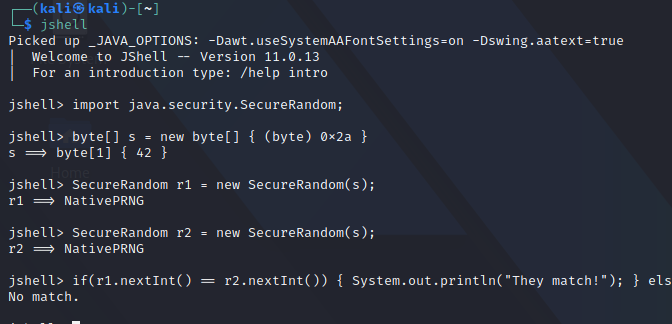 ┌──(kali㉿kali)-[~]
└─$ jshell
Picked up _JAVA_OPTIONS: -Dawt.useSystemAAFontSettings=on -Dswing.aatext=true
|  Welcome to JShell -- Version 11.0.13
|  For an introduction type: /help intro
jshell> import java.security.SecureRandom;
jshell> byte[] s = new byte[] { (byte) 0×2a }
s ==> byte[1] { 42 }
jshell> SecureRandom r1 = new SecureRandom(s);
r1 ==> NativePRNG
jshell> SecureRandom r2 = new SecureRandom(s);
r2 ==> NativePRNG
jshell> if(r1.nextInt() == r2.nextInt()) { System.out.println("They match!"); } els
No match.